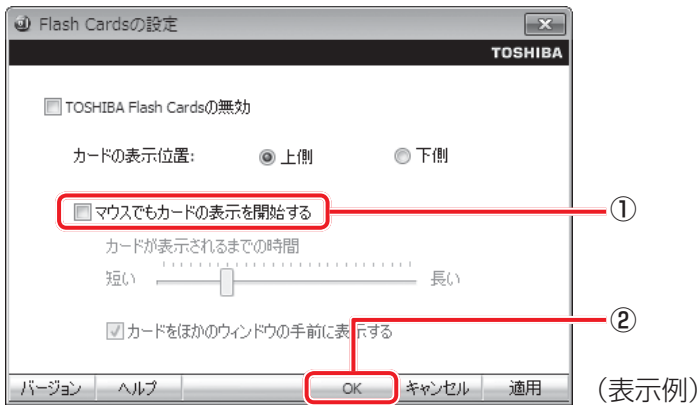 Flash Cardsの設定
TOSHIBA
TOSHIBA Flash Cardsの無効
カードの表示位置: 上側 下側
マウスでもカードの表示を開始する ①
カードが表示されるまでの時間
短い 長い
②
カードをほかのウィンドウの手前に表示する
バージョン ヘルプ OK キャンセル 適用 （表示例）